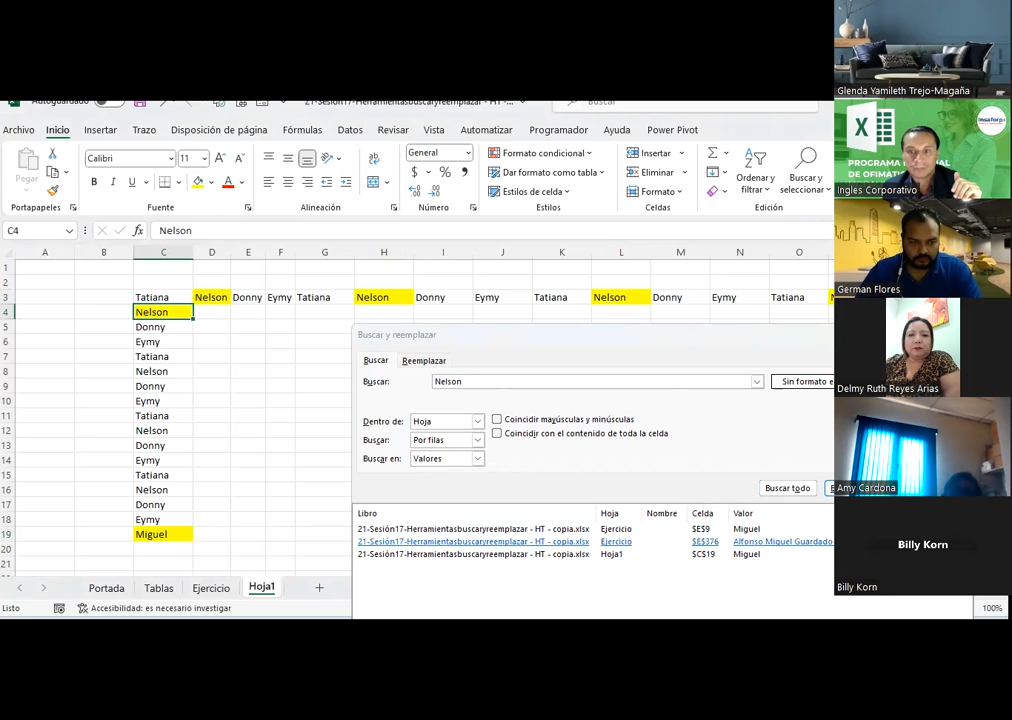 Autoguardado
21-Sesión17-Herramientasbuscaryreemplazar - HT -...
Buscar
Archivo Inicio Insertar Trazo Disposición de página Fórmulas Datos Revisar Vista Automatizar Programador Ayuda Power Pivot
Pegar
Calibri 11
N K S
General
$ % ,
Formato condicional
Dar formato como tabla
Estilos de celda
Insertar
Eliminar
Formato
Ordenar y filtrar
Buscar y seleccionar
Portapapeles Fuente Alineación Número Estilos Celdas Edición
C4 fx Nelson
A B C D E F G H I J K L M N O
1
2
3 Tatiana Nelson Donny Eymy Tatiana Nelson Donny Eymy Tatiana Nelson Donny Eymy Tatiana
4 Nelson
5 Donny
6 Eymy
7 Tatiana
8 Nelson
9 Donny
10 Eymy
11 Tatiana
12 Nelson
13 Donny
14 Eymy
15 Tatiana
16 Nelson
17 Donny
18 Eymy
19 Miguel
20
21
Buscar y reemplazar
Buscar Reemplazar
Buscar: Nelson Sin formato e
Dentro de: Hoja Coincidir mayúsculas y minúsculas
Buscar: Por filas Coincidir con el contenido de toda la celda
Buscar en: Valores
Buscar todo
Libro Hoja Nombre Celda Valor
21-Sesión17-Herramientasbuscaryreemplazar - HT - copia.xlsx Ejercicio $E$9 Miguel
21-Sesión17-Herramientasbuscaryreemplazar - HT - copia.xlsx Ejercicio $E$376 Alfonso Miguel Guardado
21-Sesión17-Herramientasbuscaryreemplazar - HT - copia.xlsx Hoja1 $C$19 Miguel
Portada Tablas Ejercicio Hoja1 +
Listo Accesibilidad: es necesario investigar 100%
Glenda Yamileth Trejo-Magaña
insaforp
PROGRAMA
DE OFIMATI
Ingles Corporativo
German Flores
Delmy Ruth Reyes Arias
Amy Cardona
Billy Korn
Billy Korn